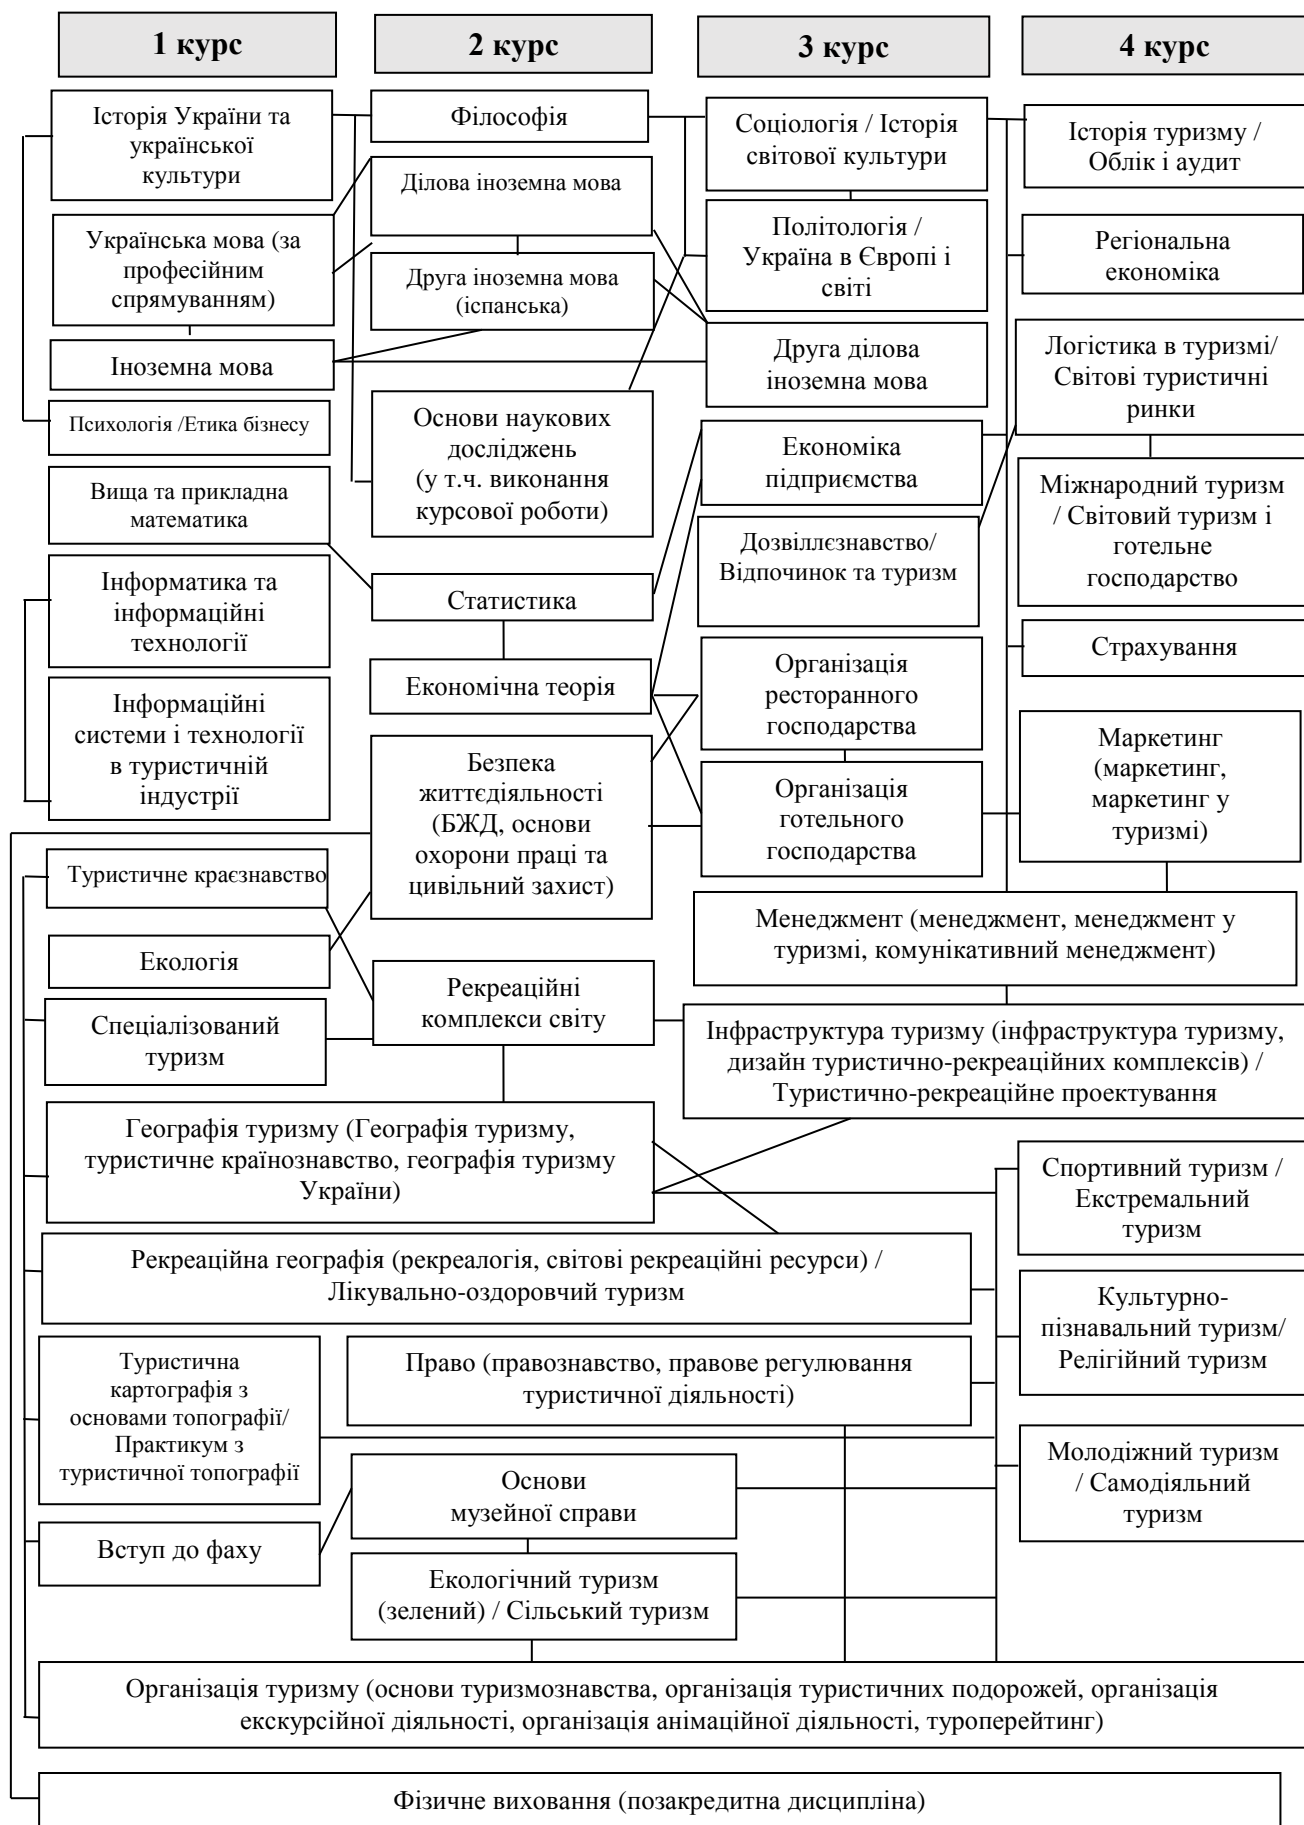 1 курс
2 курс
3 курс
4 курс
Історія України та
української
культури
Українська мова (за
професійним
спрямуванням)
Іноземна мова
Психологія /Етика бізнесу
Вища та прикладна
математика
Інформатика та
інформаційні
технології
Інформаційні
системи і технології
в туристичній
індустрії
Туристичне краєзнавство
Екологія
Спеціалізований
туризм
Філософія
Ділова іноземна мова
Друга іноземна мова
(іспанська)
Основи наукових
досліджень
(у т.ч. виконання
курсової роботи)
Статистика
Економічна теорія
Безпека
життєдіяльності
(БЖД, основи
охорони праці та
цивільний захист)
Рекреаційні
комплекси світу
Соціологія / Історія
світової культури
Політологія /
Україна в Європі і
світі
Друга ділова
іноземна мова
Економіка
підприємства
Дозвіллєзнавство/
Відпочинок та туризм
Організація
ресторанного
господарства
Організація
готельного
господарства
Історія туризму /
Облік і аудит
Регіональна
економіка
Логістика в туризмі/
Світові туристичні
ринки
Міжнародний туризм
/ Світовий туризм і
готельне
господарство
Страхування
Маркетинг
(маркетинг,
маркетинг у
туризмі)
Менеджмент (менеджмент, менеджмент у
туризмі, комунікативний менеджмент)
Інфраструктура туризму (інфраструктура туризму,
дизайн туристично-рекреаційних комплексів) /
Туристично-рекреаційне проектування
Географія туризму (Географія туризму,
туристичне країнознавство, географія туризму
України)
Спортивний туризм /
Екстремальний
туризм
Рекреаційна географія (рекреалогія, світові рекреаційні ресурси) /
Лікувально-оздоровчий туризм
Культурно-
пізнавальний туризм/
Релігійний туризм
Туристична
картографія з
основами топографії/
Практикум з
туристичної топографії
Право (правознавство, правове регулювання
туристичної діяльності)
Молодіжний туризм
/ Самодіяльний
туризм
Основи
музейної справи
Вступ до фаху
Екологічний туризм
(зелений) / Сільський туризм
Організація туризму (основи туризмознавства, організація туристичних подорожей, організація
екскурсійної діяльності, організація анімаційної діяльності, туроперейтинг)
Фізичне виховання (позакредитна дисципліна)